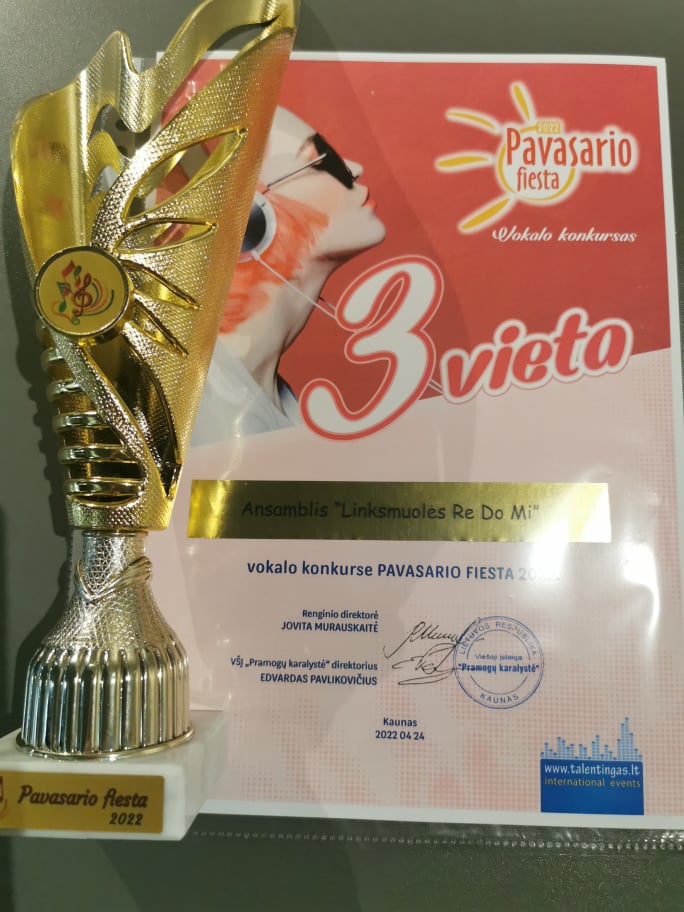 2022
Pavasario
fiesta
Vokalo konkursas
3 vieta
Ansamblis "Linksmuolės Re Do Mi"
vokalo konkurse PAVASARIO FIESTA
Renginio direktorė
JOVITA MURAUSKAITĖ
VŠĮ „Pramogų karalystė" direktorius
EDVARDAS PAVLIKOVIČIUS
LIETUVOS RESPUBLIKA
Viešoji įstaiga
"Pramogų karalystė"
KAUNAS
Kaunas
2022 04 24
www.talentingas.lt
international events
Pavasario fiesta
2022